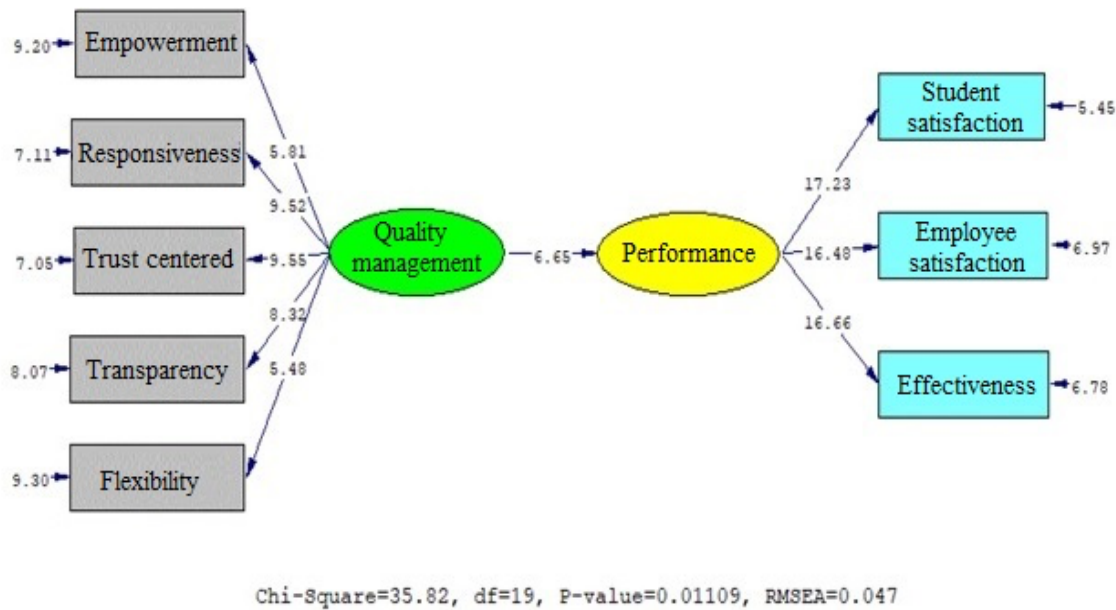 9.20
Empowerment
7.11
Responsiveness
7.05
Trust centered
8.07
Transparency
9.30
Flexibility
5.81
9.52
9.55
8.32
5.48
Quality
management
6.65
Performance
17.23
16.48
16.66
Student
satisfaction
5.45
Employee
satisfaction
6.97
Effectiveness
6.78
Chi-Square=35.82, df=19, P-value=0.01109, RMSEA=0.047